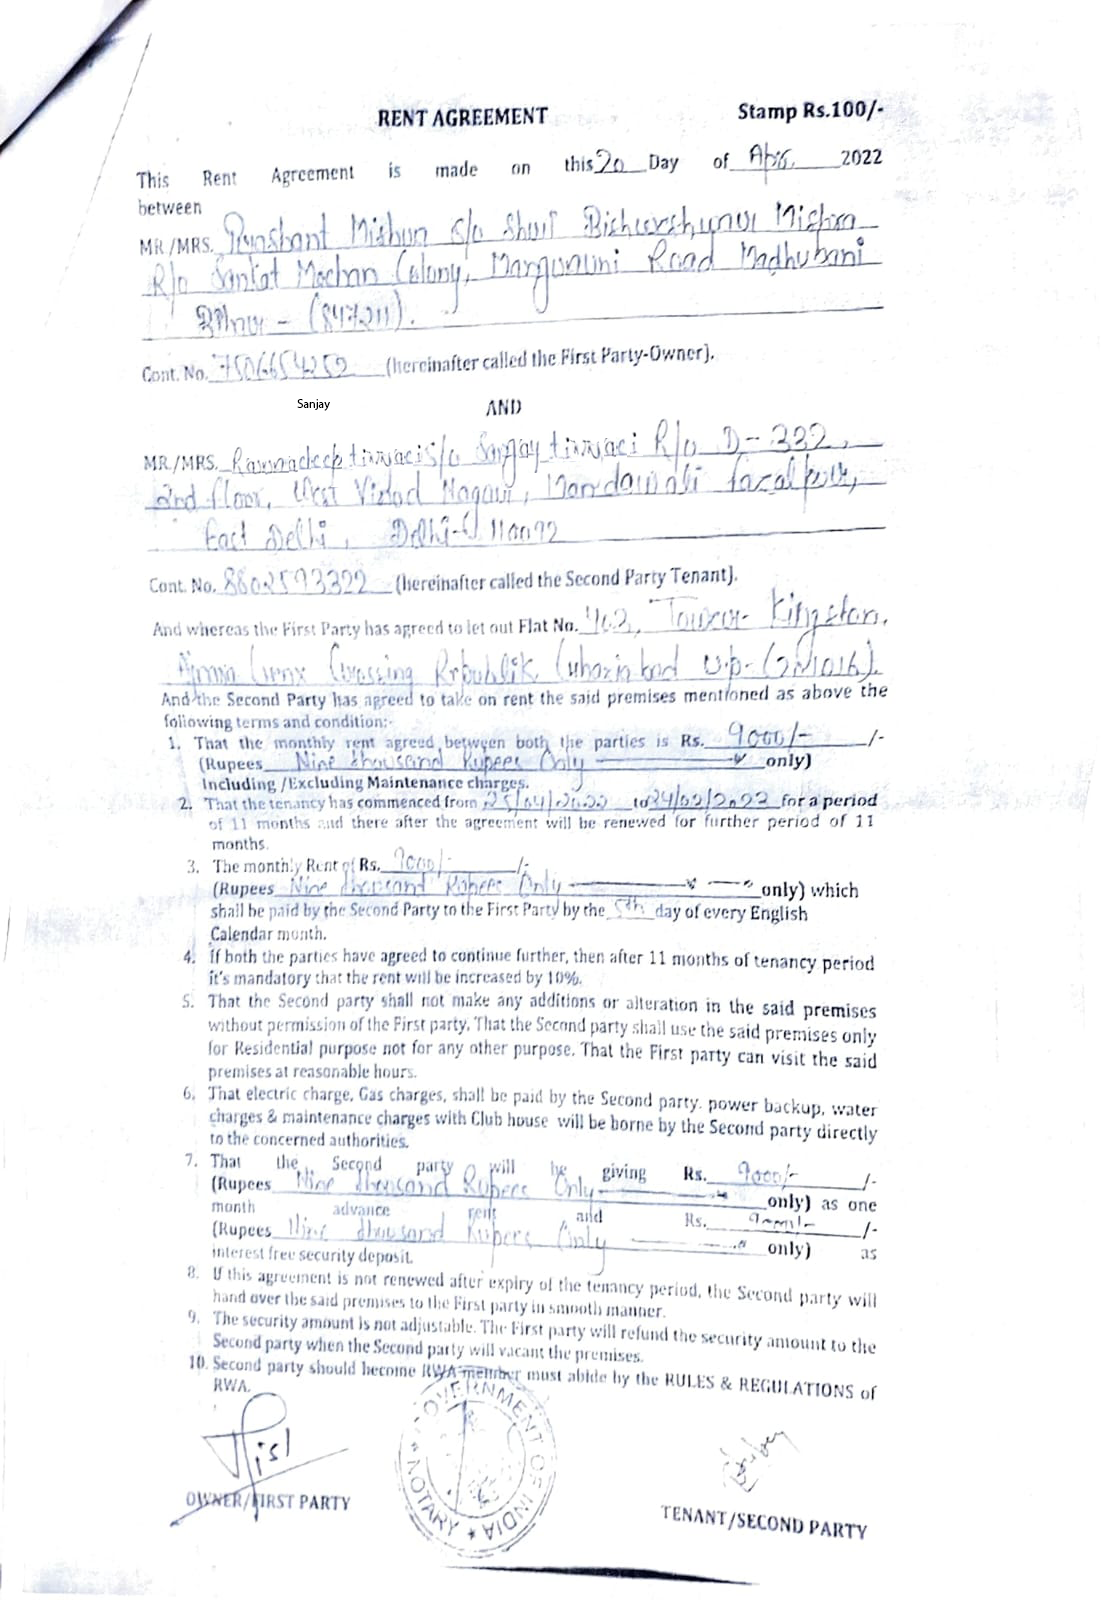 RENT AGREEMENT Stamp Rs.100/-
This Rent Agreement is made on this 20 Day of 2022
between
MR/MRS. Prashant Mishra S/o Shri Mishra
R/o Sankat Mochan Colony, Road Madhubani
Bihar - (847211).
Cont. No. 7506654252 (hereinafter called the First Party-Owner).
Sanjay
AND
MR./MRS. Ramnadeep tiwari S/o Sanjay tiwari R/o D-332,
2nd floor, West Vinod Nagar, Mandawali fazalpur,
East Delhi, Delhi- 110092
Cont. No. 8802593322 (hereinafter called the Second Party Tenant).
And whereas the First Party has agreed to let out Flat No. 403, Tower Kingston,
Crossing Republik Ghaziabad U.p- (201016).
And the Second Party has agreed to take on rent the said premises mentioned as above the
following terms and condition:-
1. That the monthly rent agreed between both the parties is Rs. 9000/- /-
(Rupees Nine thousand Rupees Only only)
Including /Excluding Maintenance charges.
2. That the tenancy has commenced from 25/04/2022 to 24/02/2023 for a period
of 11 months and there after the agreement will be renewed for further period of 11
months.
3. The monthly Rent of Rs. 9000/- /-
(Rupees Nine thousand Rupees Only only) which
shall be paid by the Second Party to the First Party by the 5th day of every English
Calendar month.
4. If both the parties have agreed to continue further, then after 11 months of tenancy period
it's mandatory that the rent will be increased by 10%.
5. That the Second party shall not make any additions or alteration in the said premises
without permission of the First party. That the Second party shall use the said premises only
for Residential purpose not for any other purpose. That the First party can visit the said
premises at reasonable hours.
6. That electric charge, Gas charges, shall be paid by the Second party. power backup, water
charges & maintenance charges with Club house will be borne by the Second party directly
to the concerned authorities.
7. That the Second party will be giving Rs. 9000/- /-
(Rupees Nine thousand Rupees Only only) as one
month advance rent and Rs. /-
(Rupees Nine thousand Rupees Only only) as
interest free security deposit.
8. If this agreement is not renewed after expiry of the tenancy period, the Second party will
hand over the said premises to the First party in smooth manner.
9. The security amount is not adjustable. The First party will refund the security amount to the
Second party when the Second party will vacant the premises.
10. Second party should become RWA member must abide by the RULES & REGULATIONS of
RWA.
GOVERNMENT OF INDIA
NOTARY
OWNER/FIRST PARTY
TENANT/SECOND PARTY